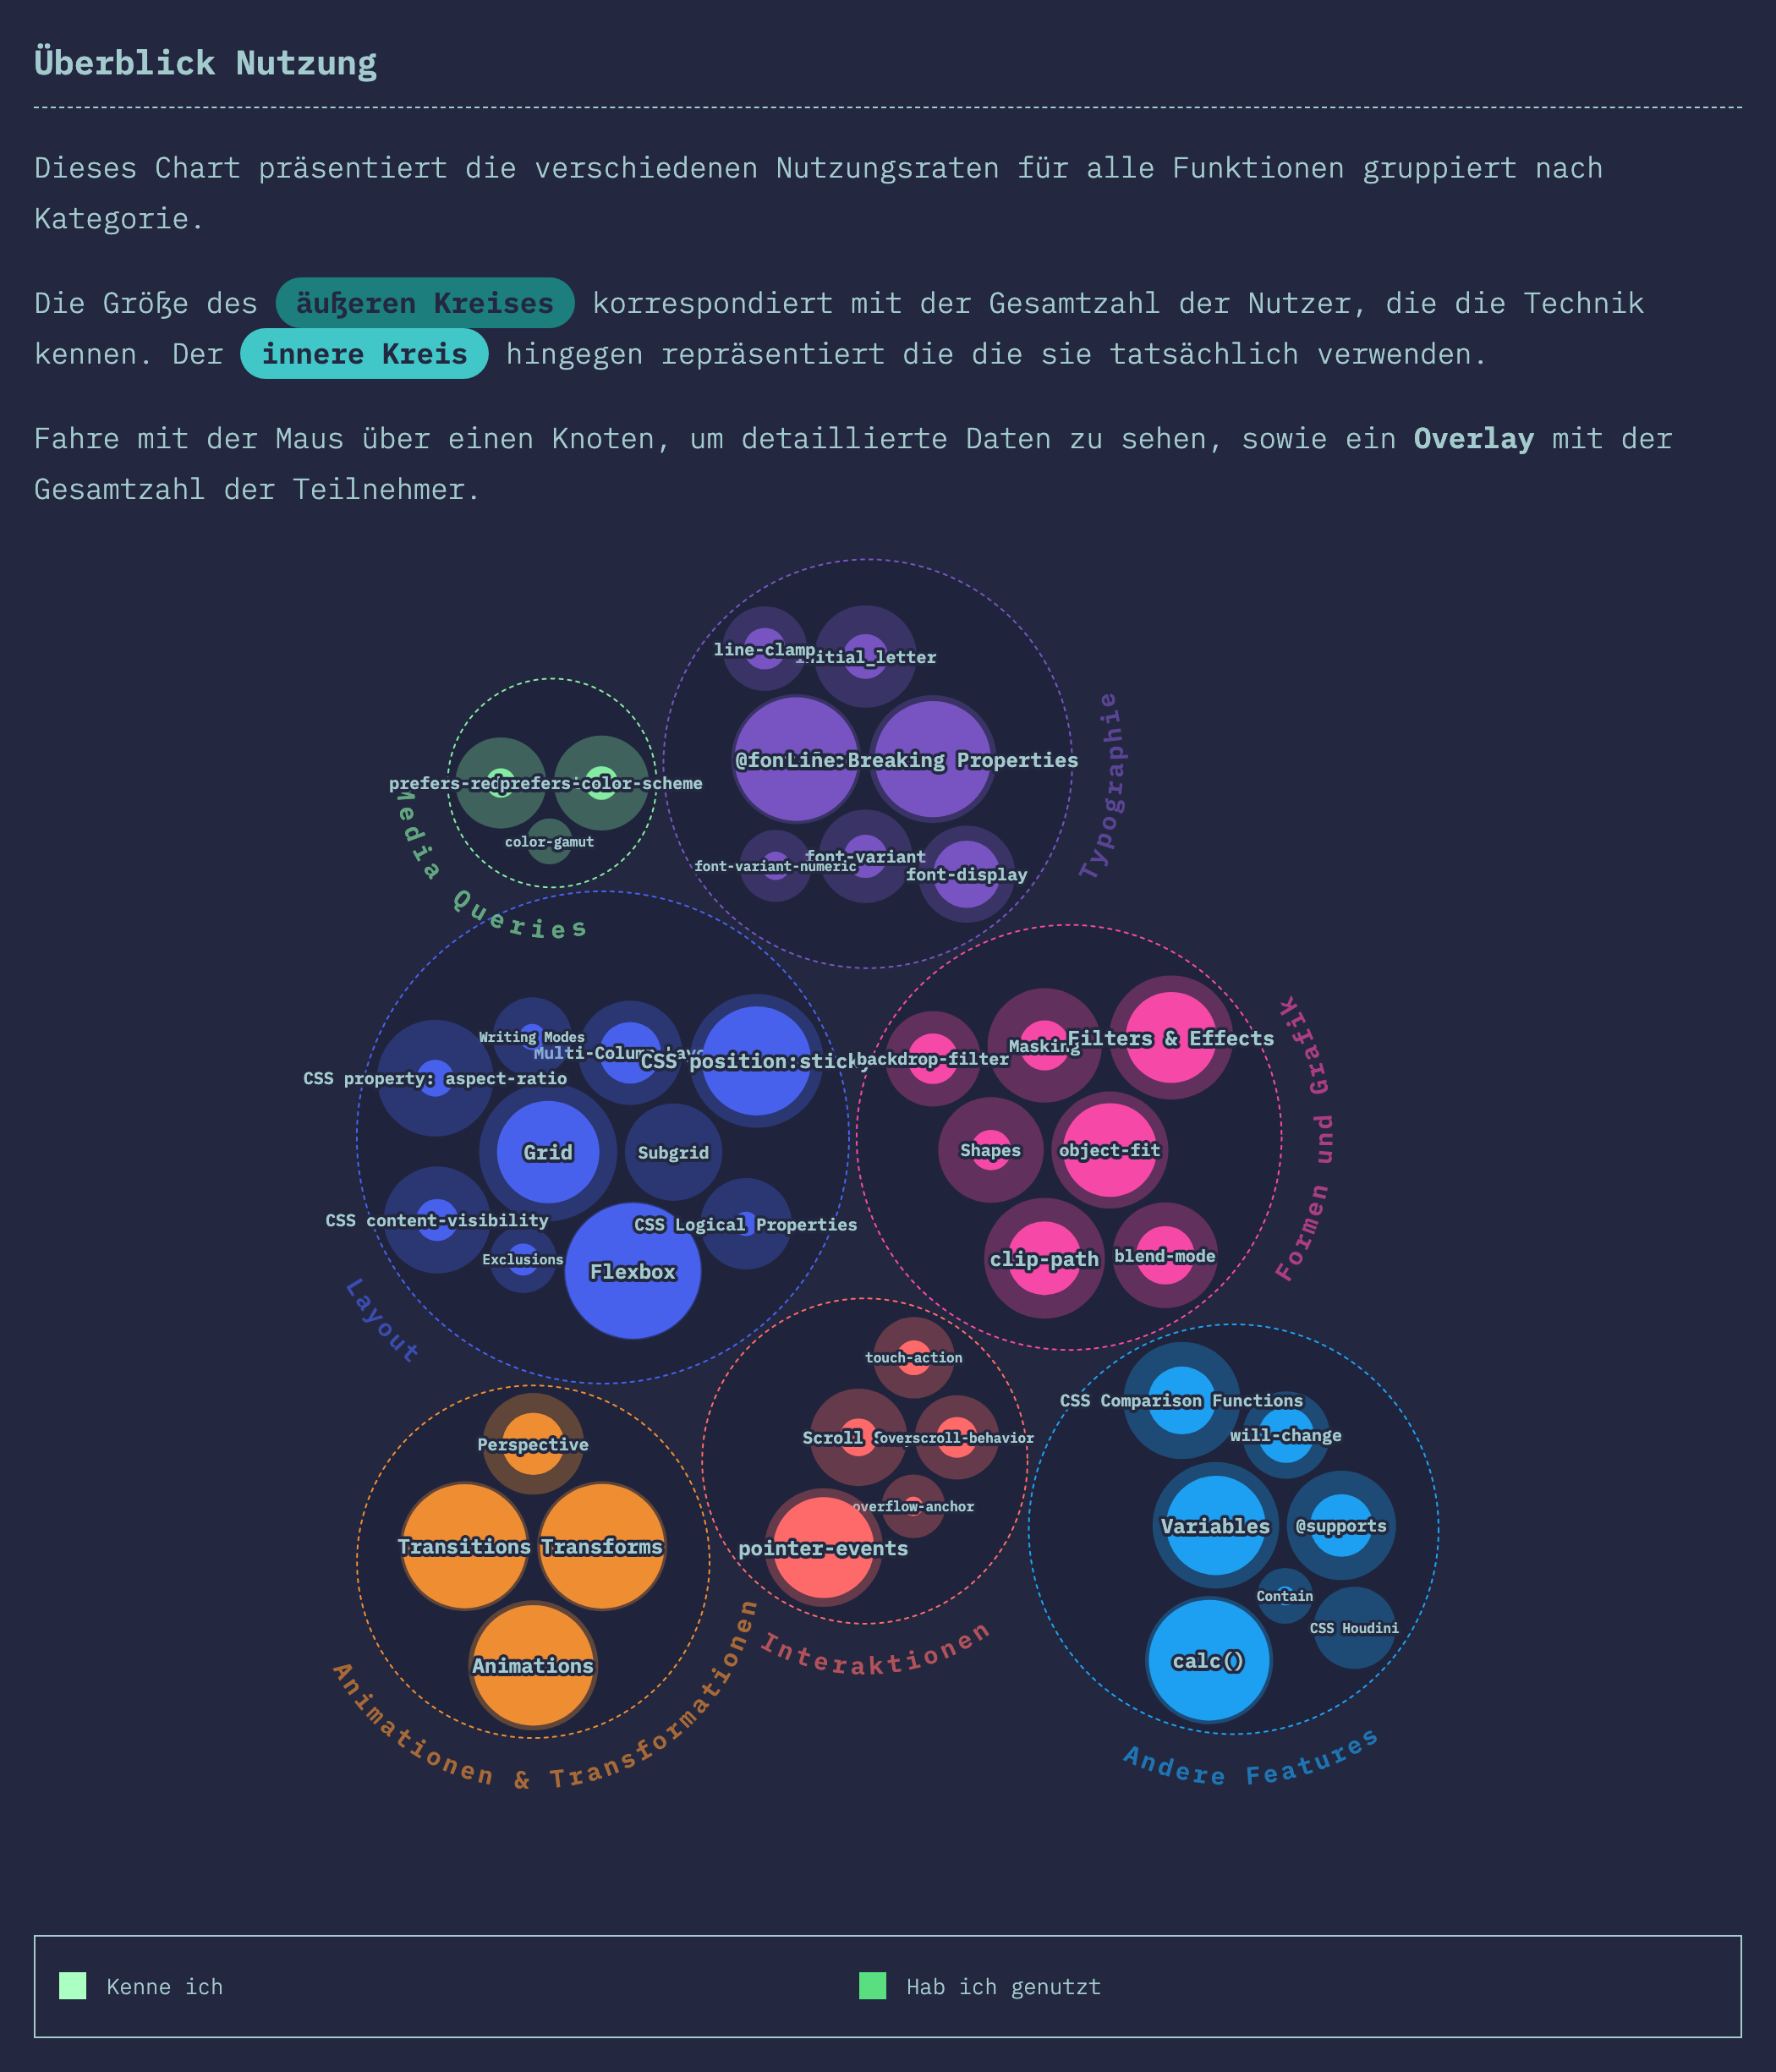 Überblick Nutzung
Dieses Chart präsentiert die verschiedenen Nutzungsraten für alle Funktionen gruppiert nach
Kategorie.
Die Größe des äußeren Kreises korrespondiert mit der Gesamtzahl der Nutzer, die die Technik
kennen. Der innere Kreis hingegen repräsentiert die die sie tatsächlich verwenden.
Fahre mit der Maus über einen Knoten, um detaillierte Daten zu sehen, sowie ein Overlay mit der
Gesamtzahl der Teilnehmer.
line-clamp
Breaking Properties
font-variant-numeric
font-variant
font-display
Typographie
prefers-color-scheme
color-gamut
Media Queries
Writing Modes
CSS position:sticky
CSS property: aspect-ratio
Grid
Subgrid
CSS content-visibility
CSS Logical Properties
Exclusions
Flexbox
Layout
backdrop-filter
Masking
Filters & Effects
Shapes
object-fit
clip-path
blend-mode
Formen und Grafik
touch-action
Scroll
overscroll-behavior
overflow-anchor
pointer-events
Interaktionen
Perspective
Transitions
Transforms
Animations
Animationen & Transformationen
CSS Comparison Functions
will-change
Variables
@supports
Contain
CSS Houdini
calc()
Andere Features
Kenne ich
Hab ich genutzt